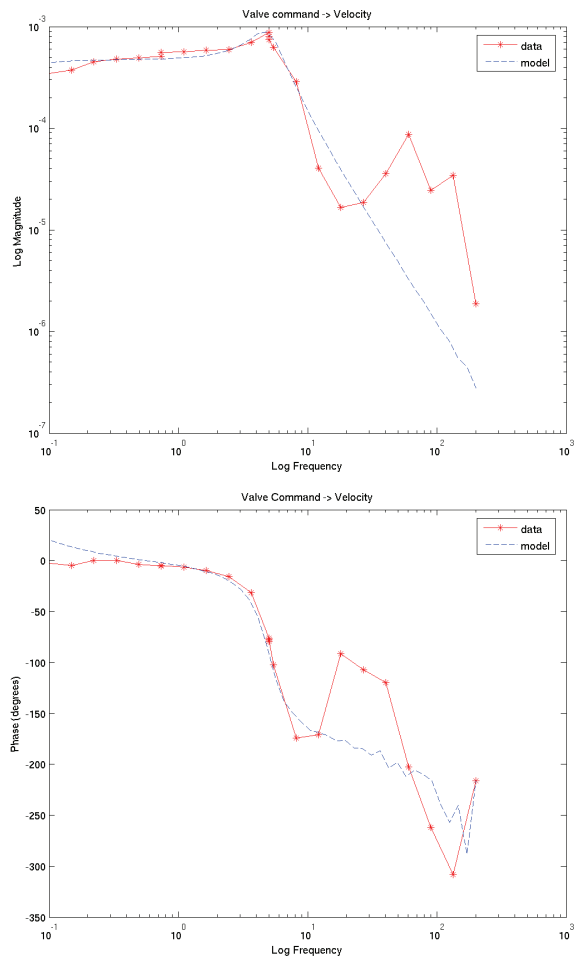 Valve command -> Velocity
10^-3
data
model
10^-4
Log Magnitude
10^-5
10^-6
10^-7
10^-1 10^0 10^1 10^2 10^3
Log Frequency
Valve Command -> Velocity
50
data
model
0
-50
-100
-150
Phase (degrees)
-200
-250
-300
-350
10^-1 10^0 10^1 10^2 10^3
Log Frequency